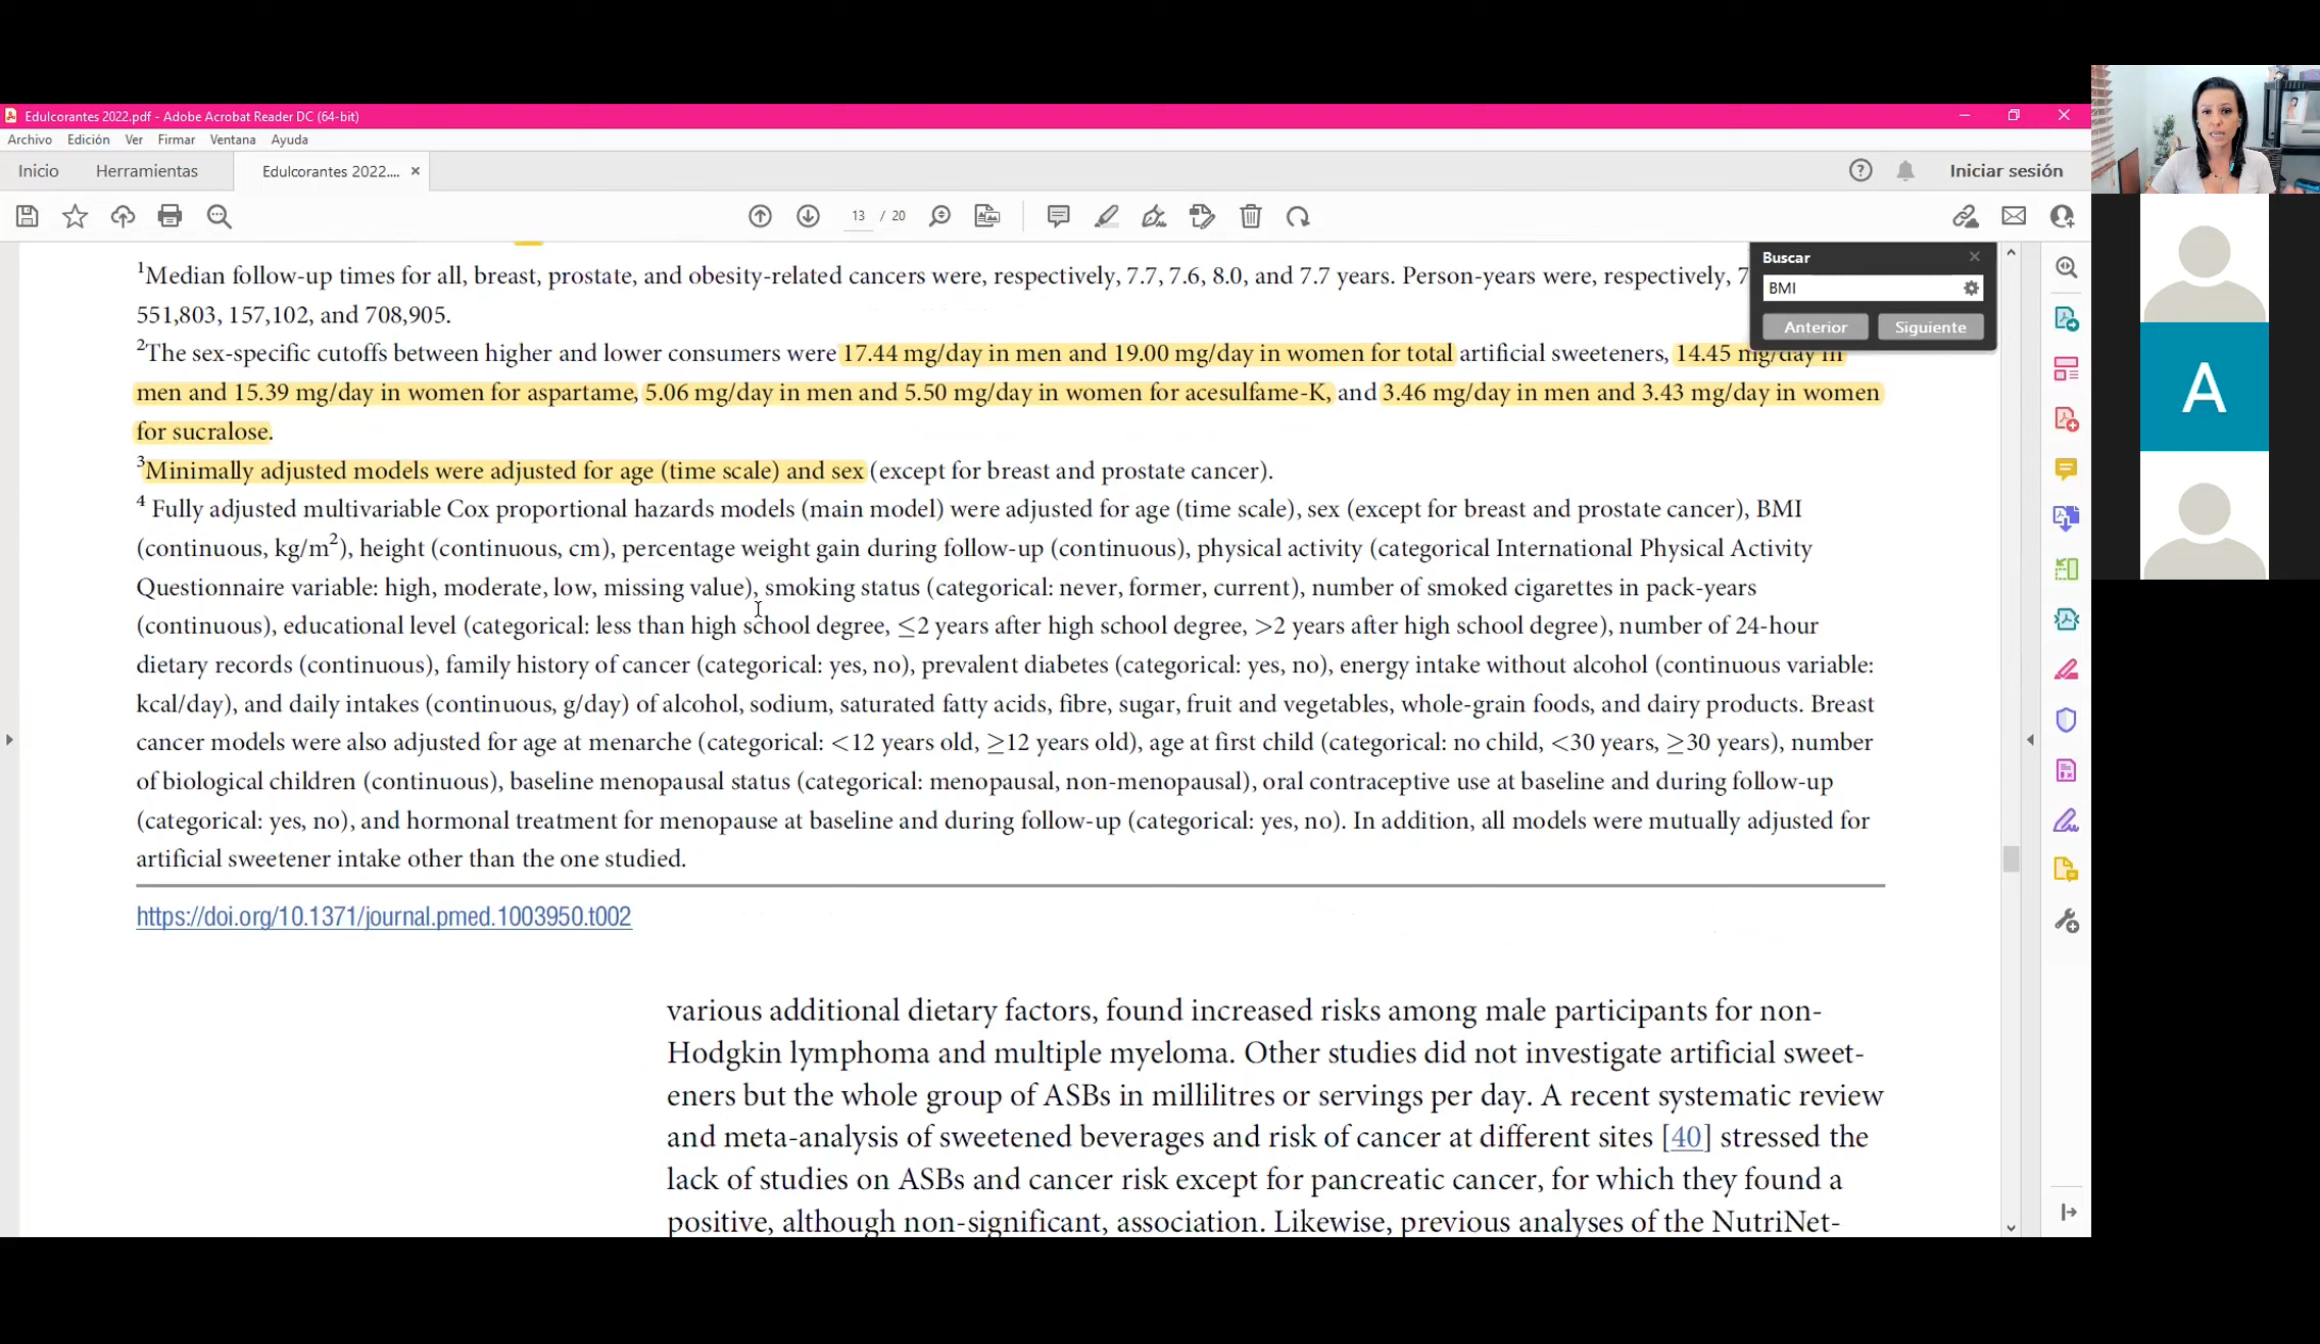 Edulcorantes 2022.pdf - Adobe Acrobat Reader DC (64-bit)
Archivo Edición Ver Firmar Ventana Ayuda
Inicio Herramientas Edulcorantes 2022.... × Iniciar sesión
13 / 20
Buscar
BMI
Anterior Siguiente
¹Median follow-up times for all, breast, prostate, and obesity-related cancers were, respectively, 7.7, 7.6, 8.0, and 7.7 years. Person-years were, respectively, 7
551,803, 157,102, and 708,905.
²The sex-specific cutoffs between higher and lower consumers were 17.44 mg/day in men and 19.00 mg/day in women for total artificial sweeteners, 14.45 mg/day in
men and 15.39 mg/day in women for aspartame, 5.06 mg/day in men and 5.50 mg/day in women for acesulfame-K, and 3.46 mg/day in men and 3.43 mg/day in women
for sucralose.
³Minimally adjusted models were adjusted for age (time scale) and sex (except for breast and prostate cancer).
⁴ Fully adjusted multivariable Cox proportional hazards models (main model) were adjusted for age (time scale), sex (except for breast and prostate cancer), BMI
(continuous, kg/m²), height (continuous, cm), percentage weight gain during follow-up (continuous), physical activity (categorical International Physical Activity
Questionnaire variable: high, moderate, low, missing value), smoking status (categorical: never, former, current), number of smoked cigarettes in pack-years
(continuous), educational level (categorical: less than high school degree, ≤2 years after high school degree, >2 years after high school degree), number of 24-hour
dietary records (continuous), family history of cancer (categorical: yes, no), prevalent diabetes (categorical: yes, no), energy intake without alcohol (continuous variable:
kcal/day), and daily intakes (continuous, g/day) of alcohol, sodium, saturated fatty acids, fibre, sugar, fruit and vegetables, whole-grain foods, and dairy products. Breast
cancer models were also adjusted for age at menarche (categorical: <12 years old, ≥12 years old), age at first child (categorical: no child, <30 years, ≥30 years), number
of biological children (continuous), baseline menopausal status (categorical: menopausal, non-menopausal), oral contraceptive use at baseline and during follow-up
(categorical: yes, no), and hormonal treatment for menopause at baseline and during follow-up (categorical: yes, no). In addition, all models were mutually adjusted for
artificial sweetener intake other than the one studied.
https://doi.org/10.1371/journal.pmed.1003950.t002
various additional dietary factors, found increased risks among male participants for non-
Hodgkin lymphoma and multiple myeloma. Other studies did not investigate artificial sweet-
eners but the whole group of ASBs in millilitres or servings per day. A recent systematic review
and meta-analysis of sweetened beverages and risk of cancer at different sites [40] stressed the
lack of studies on ASBs and cancer risk except for pancreatic cancer, for which they found a
positive, although non-significant, association. Likewise, previous analyses of the NutriNet-
A